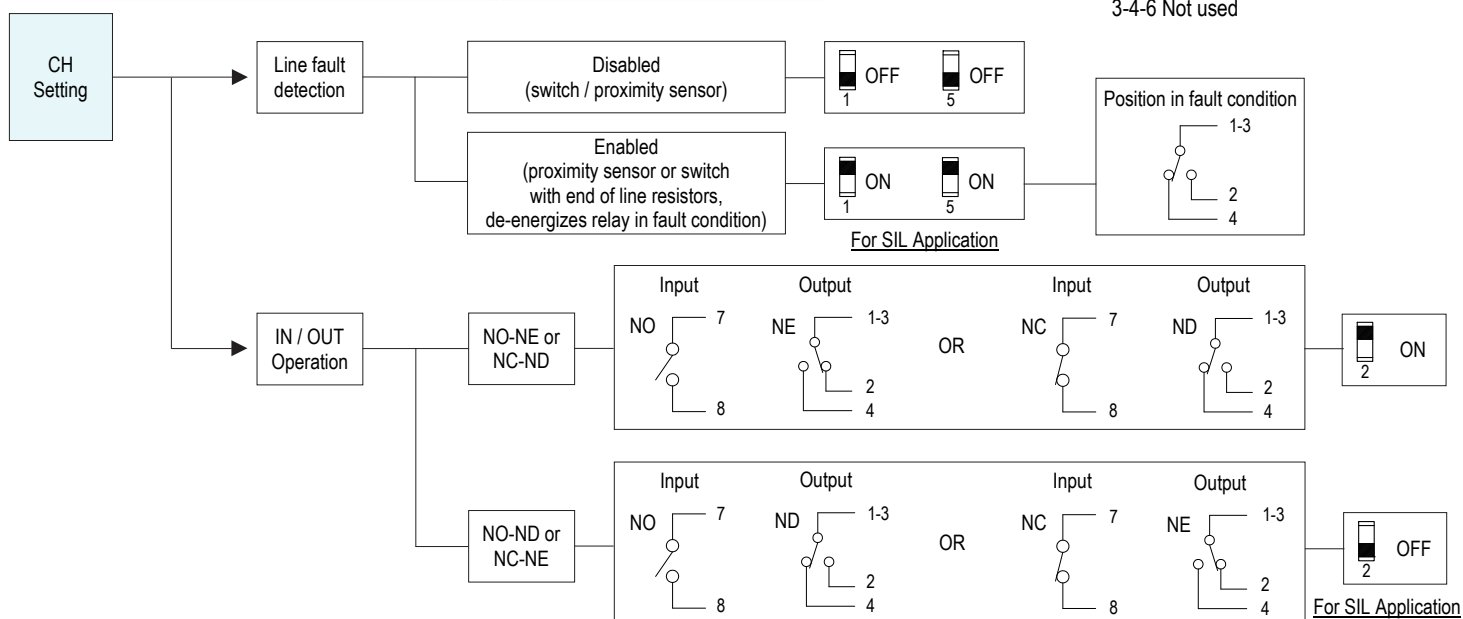 3-4-6 Not used
CH
Setting
Line fault
detection
Disabled
(switch / proximity sensor)
OFF
OFF
1
5
Enabled
(proximity sensor or switch
with end of line resistors,
de-energizes relay in fault condition)
ON
ON
1
5
For SIL Application
Position in fault condition
1-3
2
4
IN / OUT
Operation
NO-NE or
NC-ND
Input
Output
Input
Output
NO
7
NE
1-3
OR
NC
7
ND
1-3
8
2
4
8
2
4
ON
2
NO-ND or
NC-NE
Input
Output
Input
Output
NO
7
ND
1-3
OR
NC
7
NE
1-3
8
2
4
8
2
4
OFF
2
For SIL Application